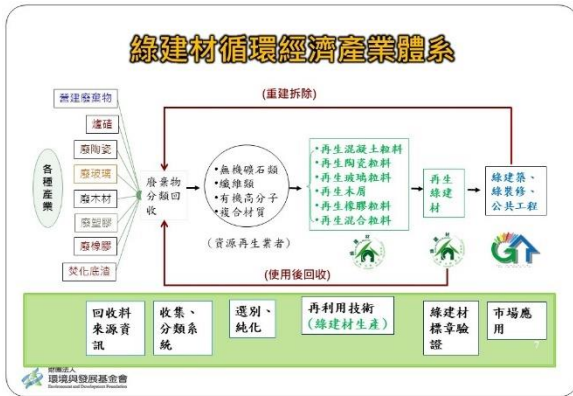 綠建材循環經濟產業體系
(重建拆除)
各種產業
營建廢棄物
爐碴
廢陶瓷
廢玻璃
廢木材
廢塑膠
廢橡膠
焚化底渣
廢棄物
分類回
收
•無機礦石類
•纖維類
•有機高分子
•複合材質
(資源再生業者)
•再生混凝土粒料
•再生陶瓷粒料
•再生玻璃粒料
•再生木屑
•再生橡膠粒料
•再生混合粒料
再生
綠建
材
綠建築、
綠裝修、
公共工程
(使用後回收)
回收料
來源資
訊
收集、
分類系
統
選別、
純化
再利用技術
(綠建材生產)
綠建材
標章驗
證
市場應
用
7
財團法人
環境與發展基金會
Environment and Development Foundation